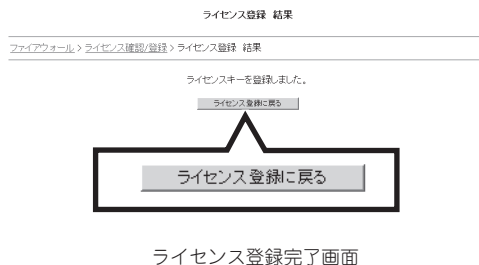 ライセンス登録 結果
ファイアウォール > ライセンス確認/登録 > ライセンス登録 結果
ライセンスキーを登録しました。
ライセンス登録に戻る
ライセンス登録に戻る
ライセンス登録完了画面